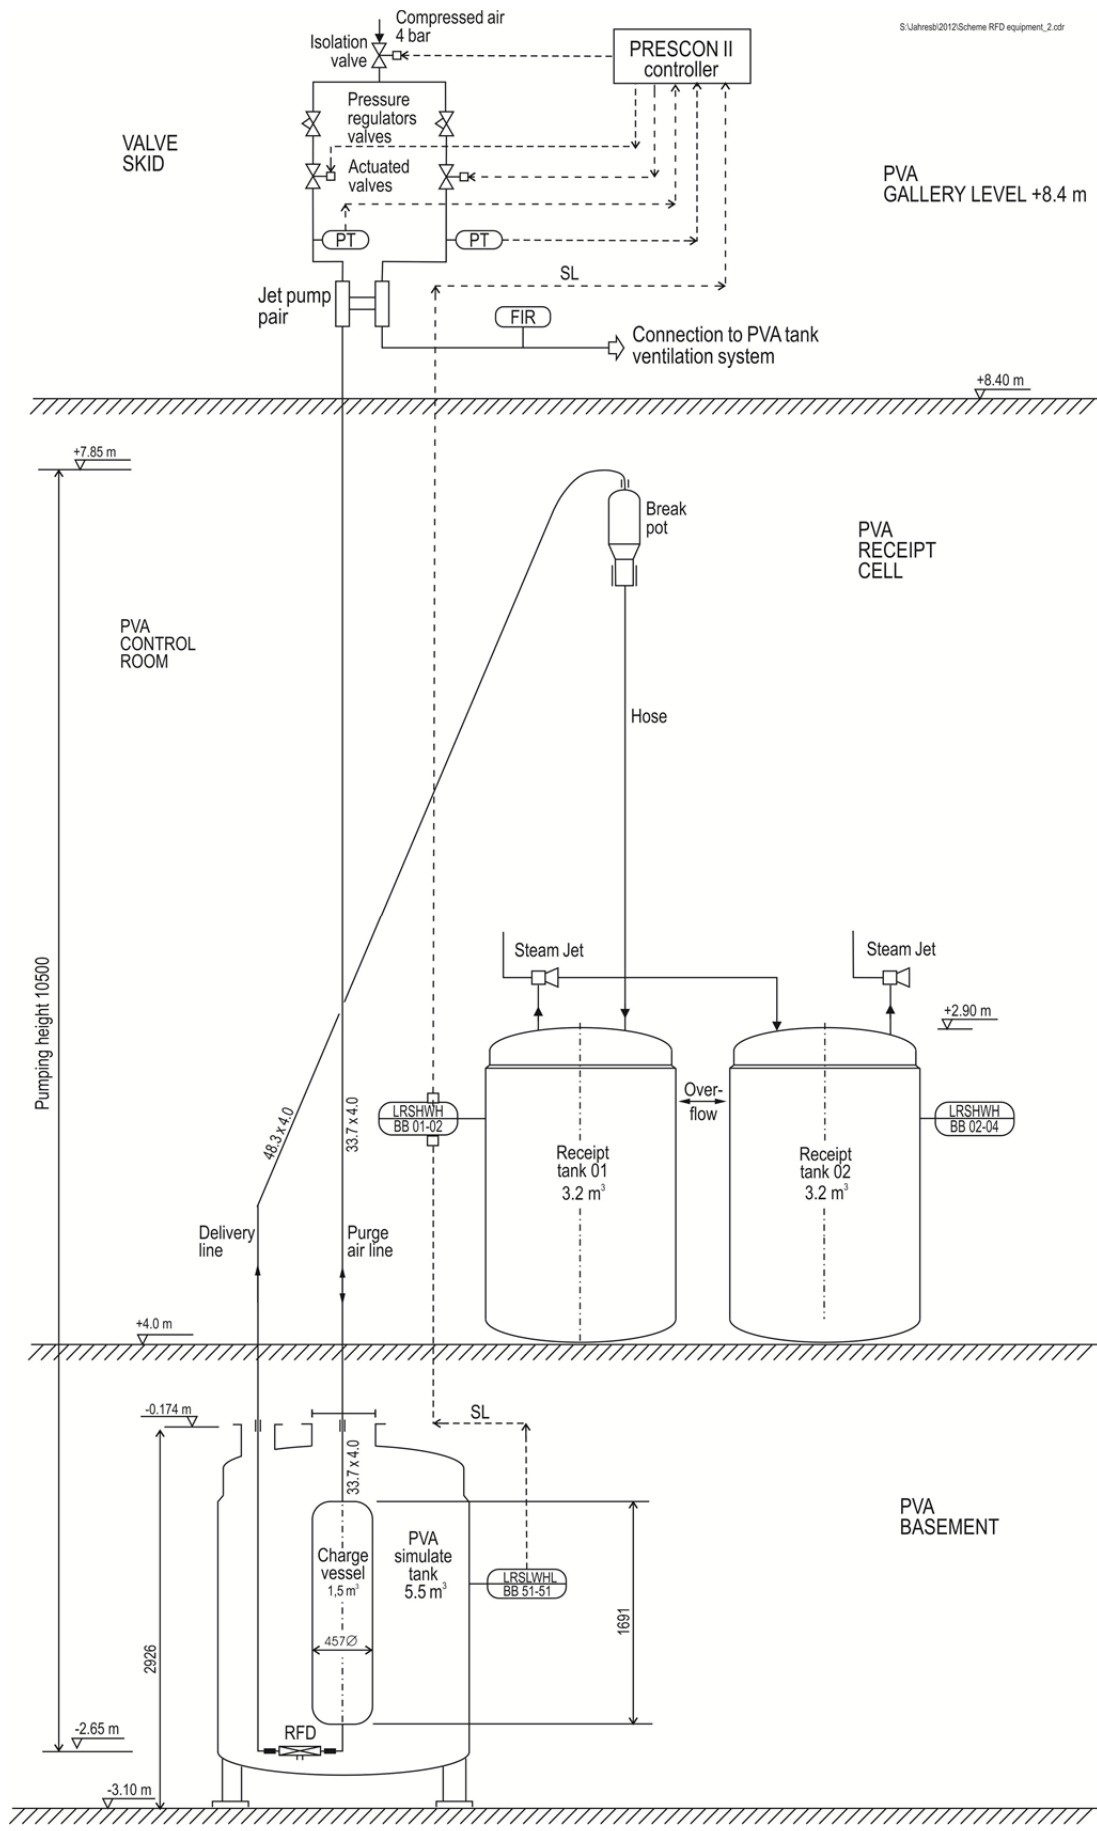 S:\Jahresb\2012\Scheme RFD equipment_2.cdr
Compressed air
4 bar
Isolation
valve
PRESCON II
controller
Pressure
regulators
valves
VALVE
SKID
Actuated
valves
PVA
GALLERY LEVEL +8.4 m
PT
PT
SL
Jet pump
pair
FIR
Connection to PVA tank
ventilation system
+8.40 m
+7.85 m
Break
pot
PVA
RECEIPT
CELL
PVA
CONTROL
ROOM
Hose
Steam Jet
Steam Jet
Pumping height 10500
+2.90 m
48.3 x 4.0
33.7 x 4.0
LRSHWH
BB 01-02
Over-
flow
LRSHWH
BB 02-04
Receipt
tank 01
3.2 m³
Receipt
tank 02
3.2 m³
Delivery
line
Purge
air line
+4.0 m
-0.174 m
SL
33.7 x 4.0
PVA
BASEMENT
Charge
vessel
1,5 m³
PVA
simulate
tank
5.5 m³
LRSLWHL
BB 51-51
457Ø
1691
2926
RFD
-2.65 m
-3.10 m